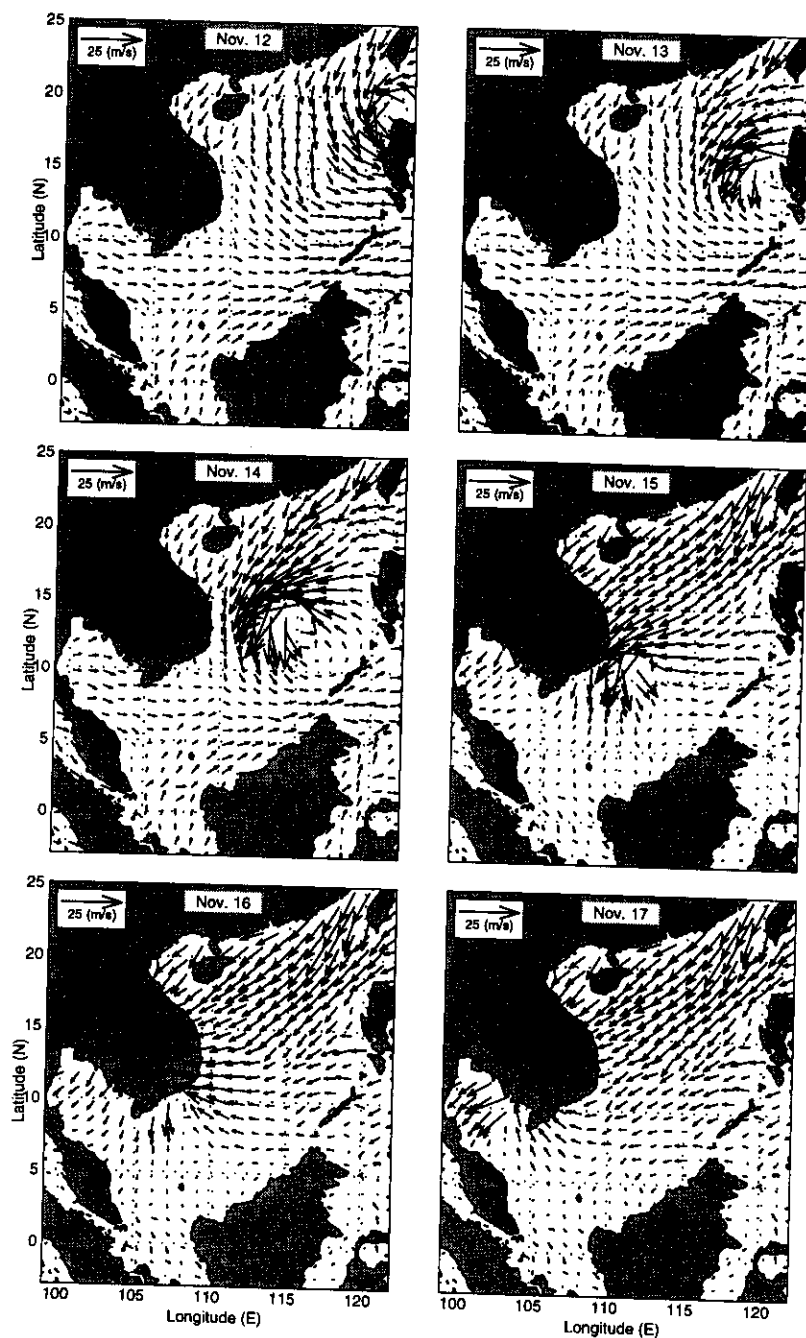 25
20
15
10
5
0
Latitude (N)
25 (m/s)
Nov. 12
25 (m/s)
Nov. 13
25
20
15
10
5
0
Latitude (N)
25 (m/s)
Nov. 14
25 (m/s)
Nov. 15
25
20
15
10
5
0
Latitude (N)
25 (m/s)
Nov. 16
25 (m/s)
Nov. 17
100 105 110 115 120
Longitude (E)
100 105 110 115 120
Longitude (E)